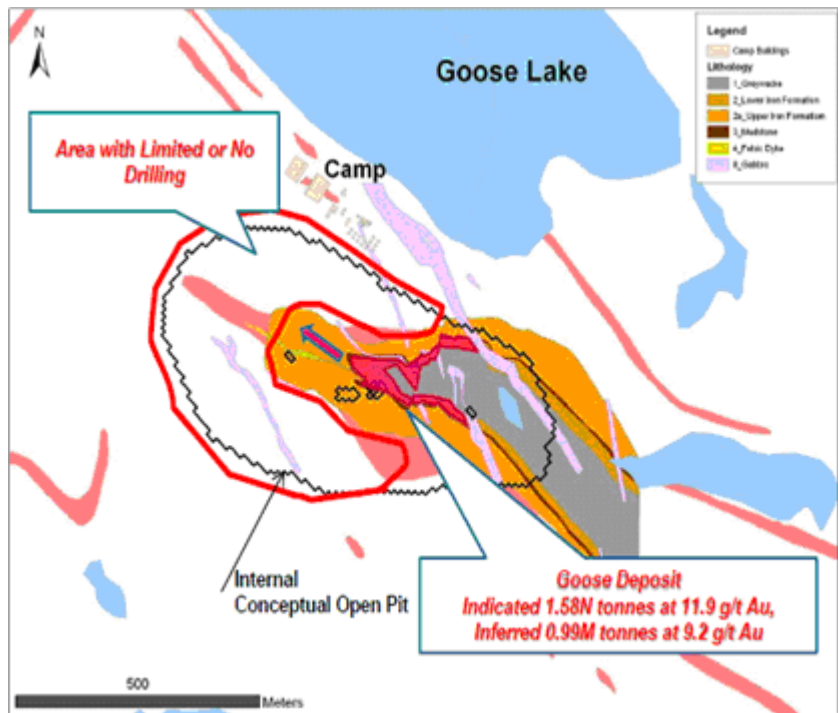 N
Goose Lake
Legend
Camp Buildings
Lithology
1_Greywacke
2_Lower Iron Formation
2a_Upper Iron Formation
3_Mudstone
4_Felsic Dyke
Gabbro
Area with Limited or No
Drilling
Camp
Internal
Conceptual Open Pit
Goose Deposit
Indicated 1.58N tonnes at 11.9 g/t Au,
Inferred 0.99M tonnes at 9.2 g/t Au
500
Meters